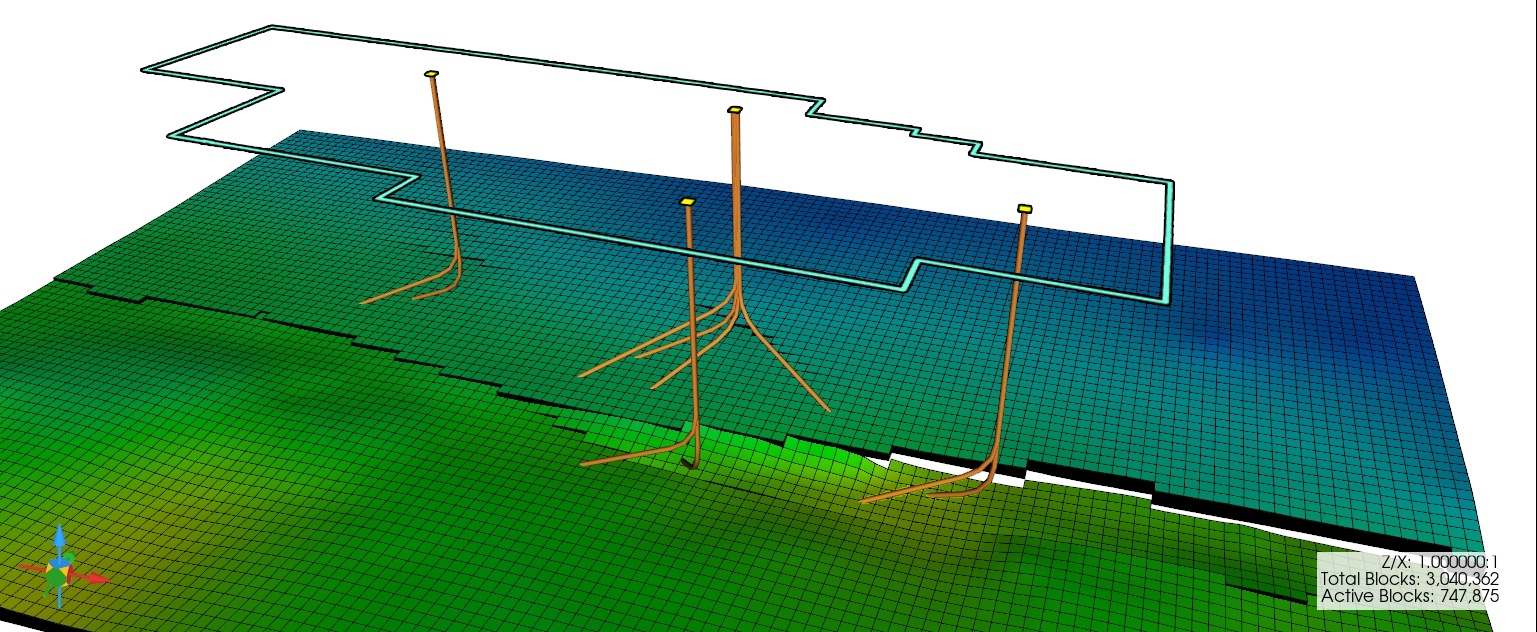 Z/X: 1.000000:1
Total Blocks: 3,040,362
Active Blocks: 747,875